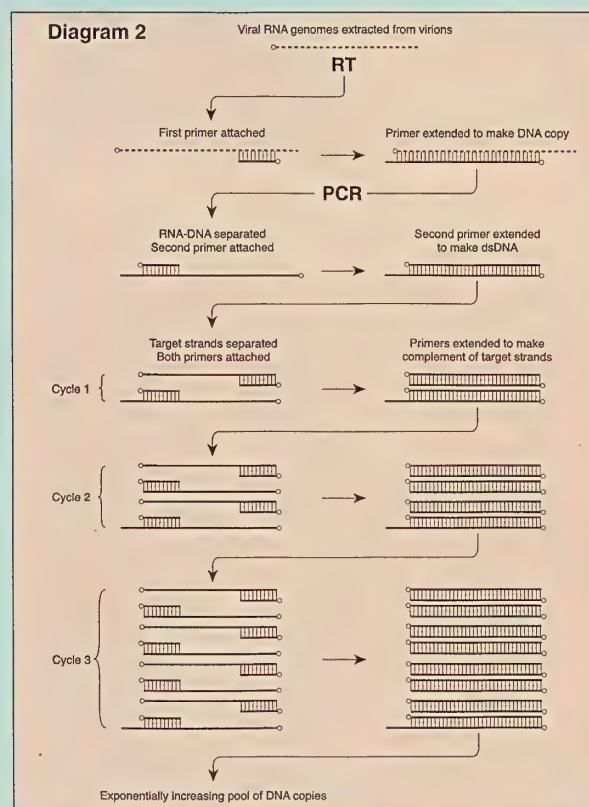 Diagram 2
Viral RNA genomes extracted from virions
RT
First primer attached
Primer extended to make DNA copy
PCR
RNA-DNA separated
Second primer attached
Second primer extended
to make dsDNA
Target strands separated
Both primers attached
Primers extended to make
complement of target strands
Cycle 1
Cycle 2
Cycle 3
Exponentially increasing pool of DNA copies